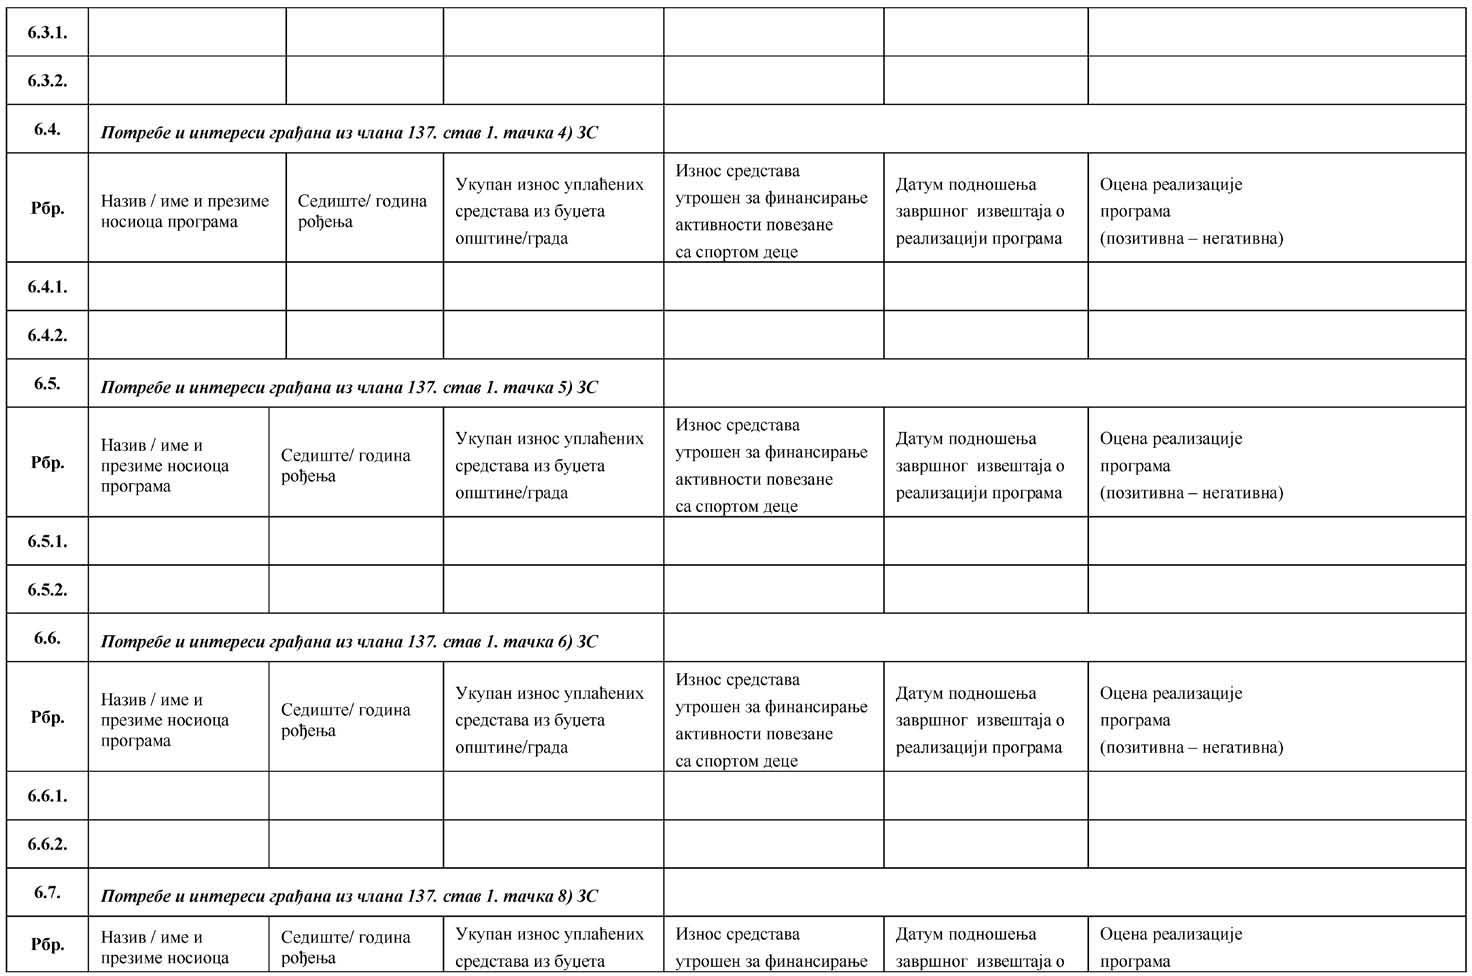 6.3.1.
6.3.2.
6.4.
Потребе и интереси грађана из члана 137. став 1. тачка 4) ЗС
Рбр.
Назив / име и презиме
носиоца програма
Седиште/ година
рођења
Укупан износ уплаћених
средстава из буџета
општине/града
Износ средстава
утрошен за финансирање
активности повезане
са спортом деце
Датум подношења
завршног извештаја о
реализацији програма
Оцена реализације
програма
(позитивна – негативна)
6.4.1.
6.4.2.
6.5.
Потребе и интереси грађана из члана 137. став 1. тачка 5) ЗС
Рбр.
Назив / име и
презиме носиоца
програма
Седиште/ година
рођења
Укупан износ уплаћених
средстава из буџета
општине/града
Износ средстава
утрошен за финансирање
активности повезане
са спортом деце
Датум подношења
завршног извештаја о
реализацији програма
Оцена реализације
програма
(позитивна – негативна)
6.5.1.
6.5.2.
6.6.
Потребе и интереси грађана из члана 137. став 1. тачка 6) ЗС
Рбр.
Назив / име и
презиме носиоца
програма
Седиште/ година
рођења
Укупан износ уплаћених
средстава из буџета
општине/града
Износ средстава
утрошен за финансирање
активности повезане
са спортом деце
Датум подношења
завршног извештаја о
реализацији програма
Оцена реализације
програма
(позитивна – негативна)
6.6.1.
6.6.2.
6.7.
Потребе и интереси грађана из члана 137. став 1. тачка 8) ЗС
Рбр.
Назив / име и
презиме носиоца
Седиште/ година
рођења
Укупан износ уплаћених
средстава из буџета
Износ средстава
утрошен за финансирање
Датум подношења
завршног извештаја о
Оцена реализације
програма